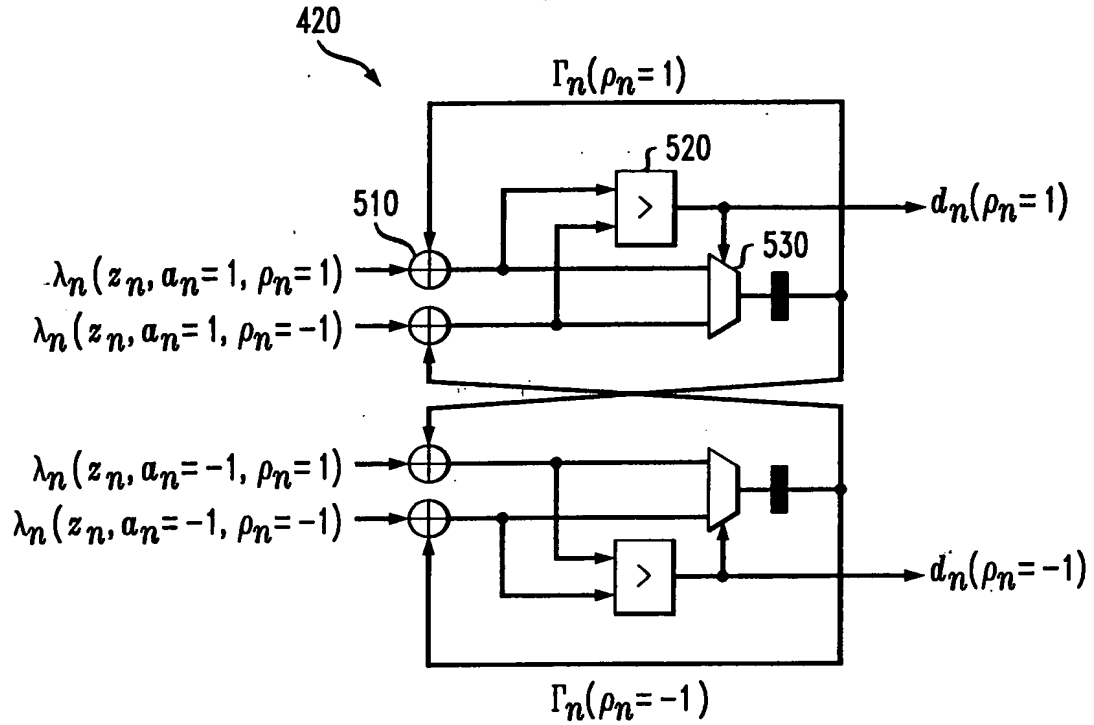 420
Γn(ρn=1)
520
>
dn(ρn=1)
510
530
λn(zn, an=1, ρn=1)
λn(zn, an=1, ρn=-1)
λn(zn, an=-1, ρn=1)
λn(zn, an=-1, ρn=-1)
>
dn(ρn=-1)
Γn(ρn=-1)